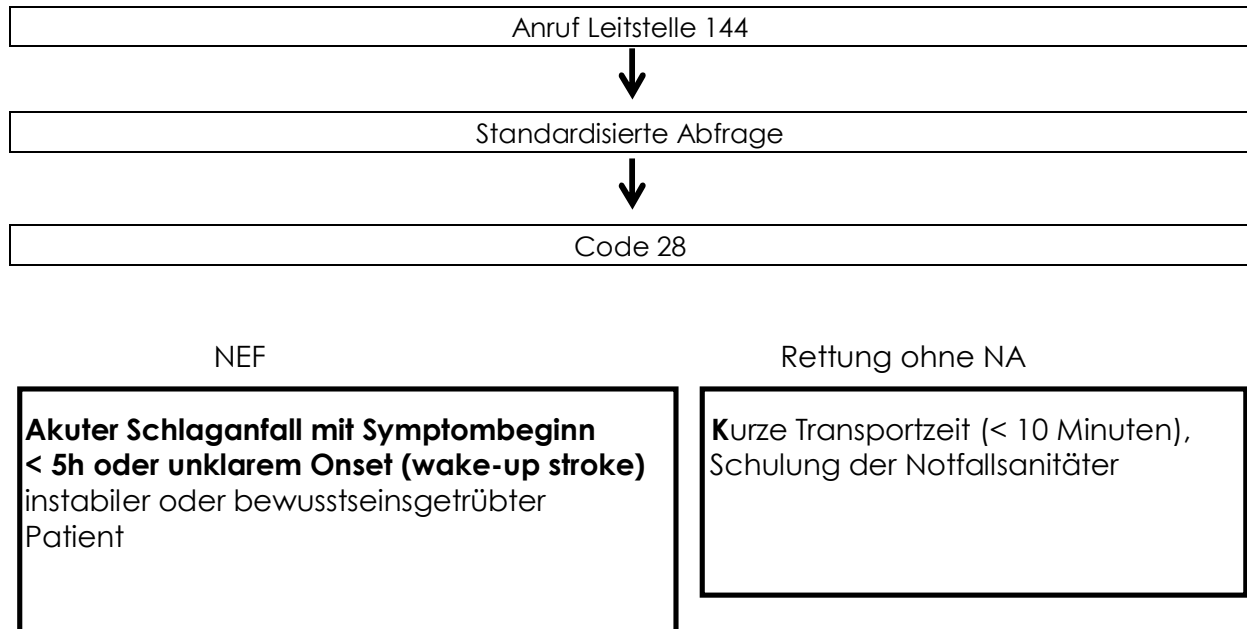 Anruf Leitstelle 144
Standardisierte Abfrage
Code 28
NEF
Akuter Schlaganfall mit Symptombeginn
< 5h oder unklarem Onset (wake-up stroke)
instabiler oder bewusstseinsgetrübter
Patient
Rettung ohne NA
Kurze Transportzeit (< 10 Minuten),
Schulung der Notfallsanitäter